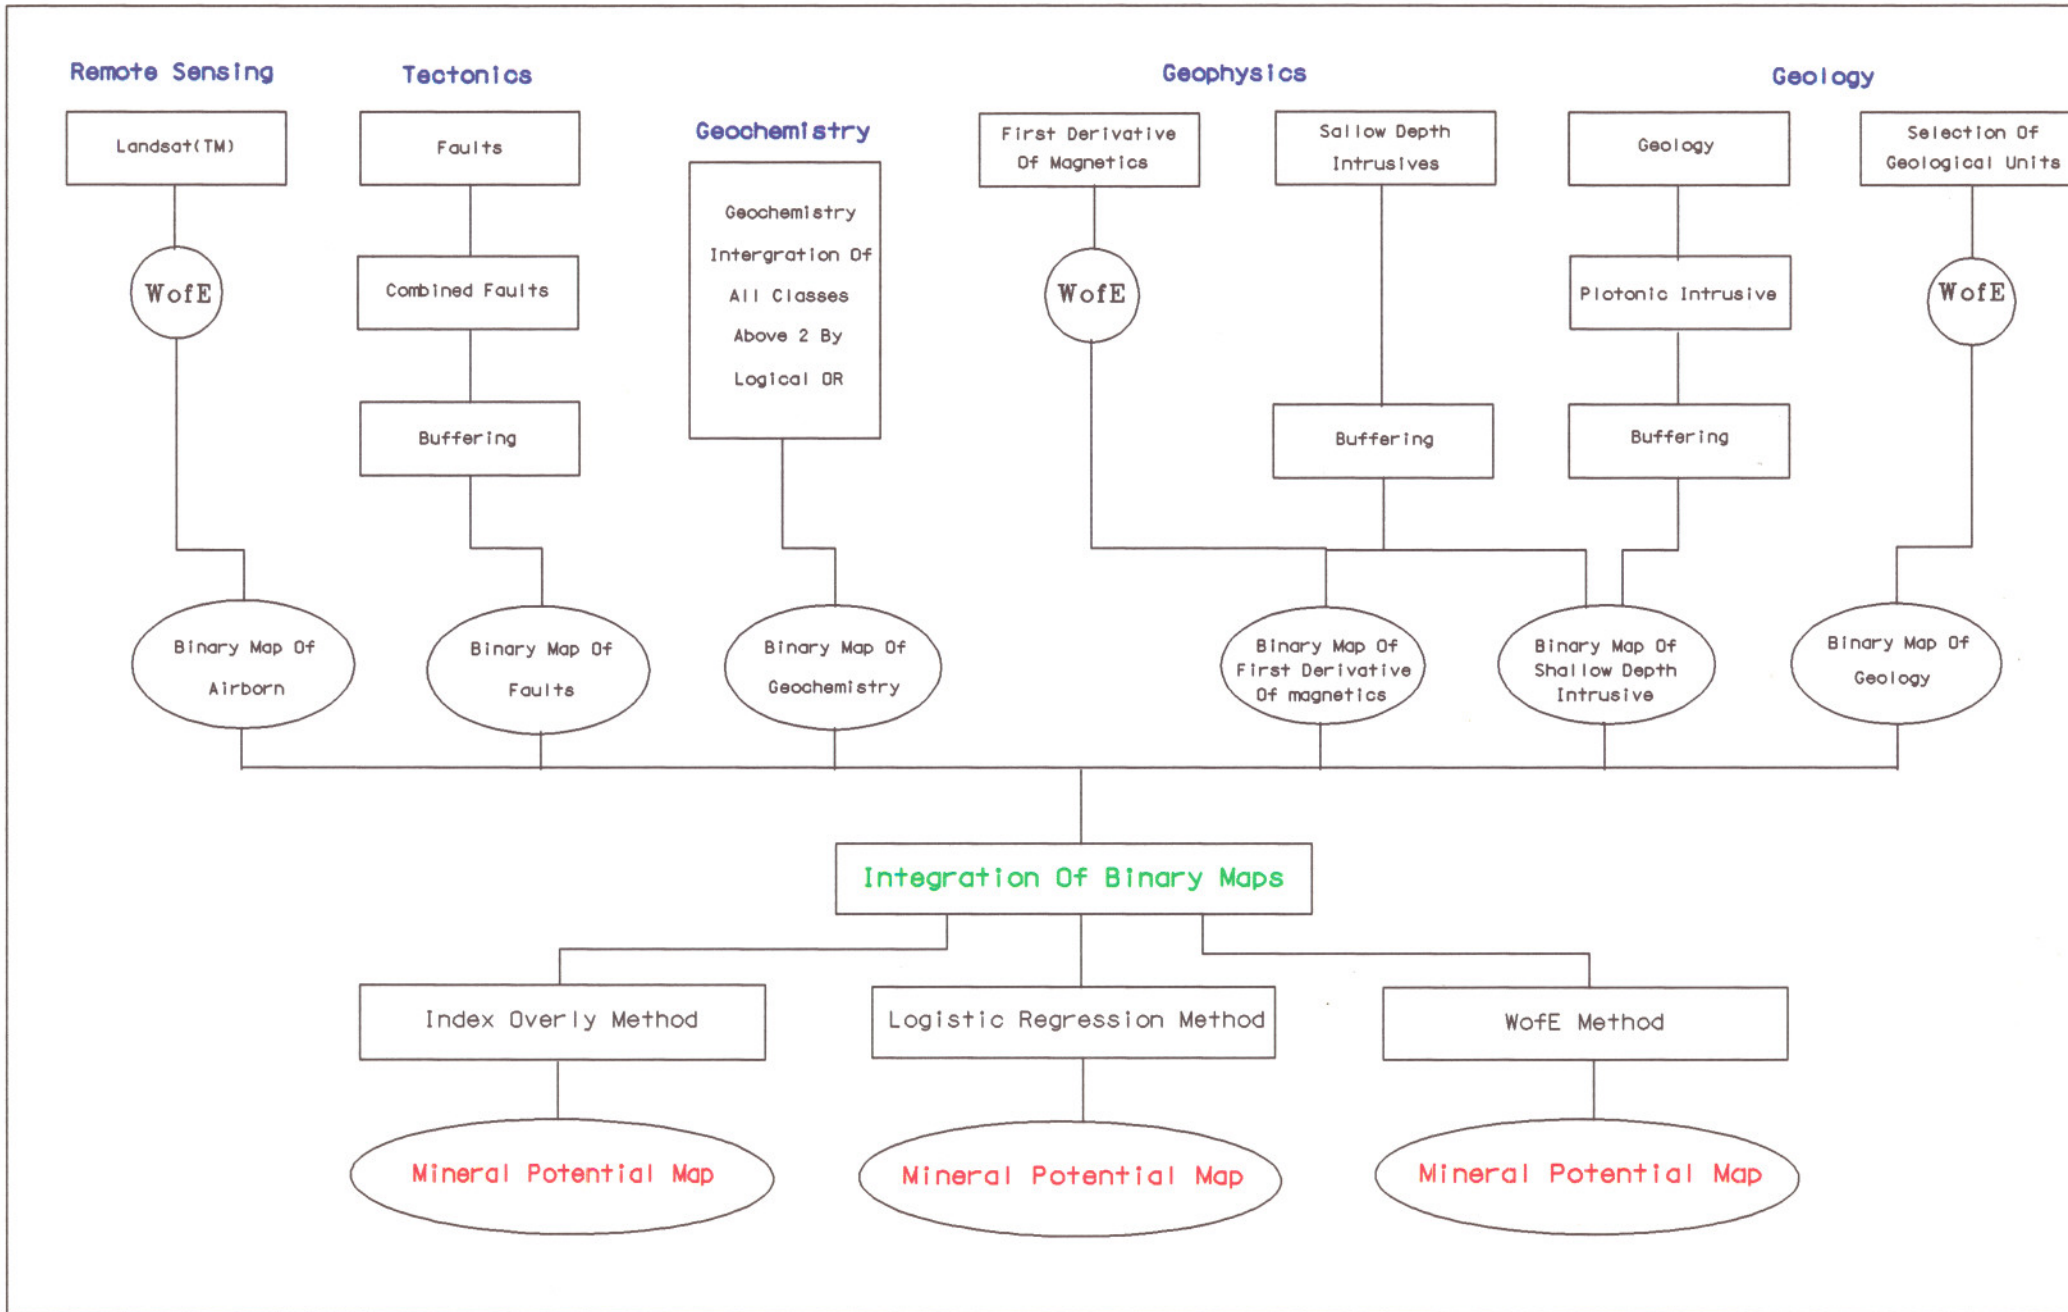 Remote Sensing
Tectonics
Geophysics
Geology
Geochemistry
Landsat(TM)
Faults
First Derivative
Of Magnetics
Sallow Depth
Intrusives
Geology
Selection Of
Geological Units
Geochemistry
Intergration Of
All Classes
Above 2 By
Logical OR
WofE
Combined Faults
WofE
Plotonic Intrusive
WofE
Buffering
Buffering
Buffering
Binary Map Of
Airborn
Binary Map Of
Faults
Binary Map Of
Geochemistry
Binary Map Of
First Derivative
Of magnetics
Binary Map Of
Shallow Depth
Intrusive
Binary Map Of
Geology
Integration Of Binary Maps
Index Overly Method
Logistic Regression Method
WofE Method
Mineral Potential Map
Mineral Potential Map
Mineral Potential Map